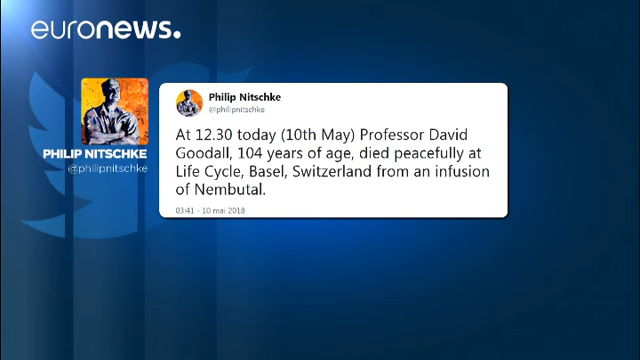 euronews.
PHILIP NITSCHKE
@philipnitschke
Philip Nitschke
@philipnitschke
At 12.30 today (10th May) Professor David
Goodall, 104 years of age, died peacefully at
Life Cycle, Basel, Switzerland from an infusion
of Nembutal.
03:41 - 10 mai 2018